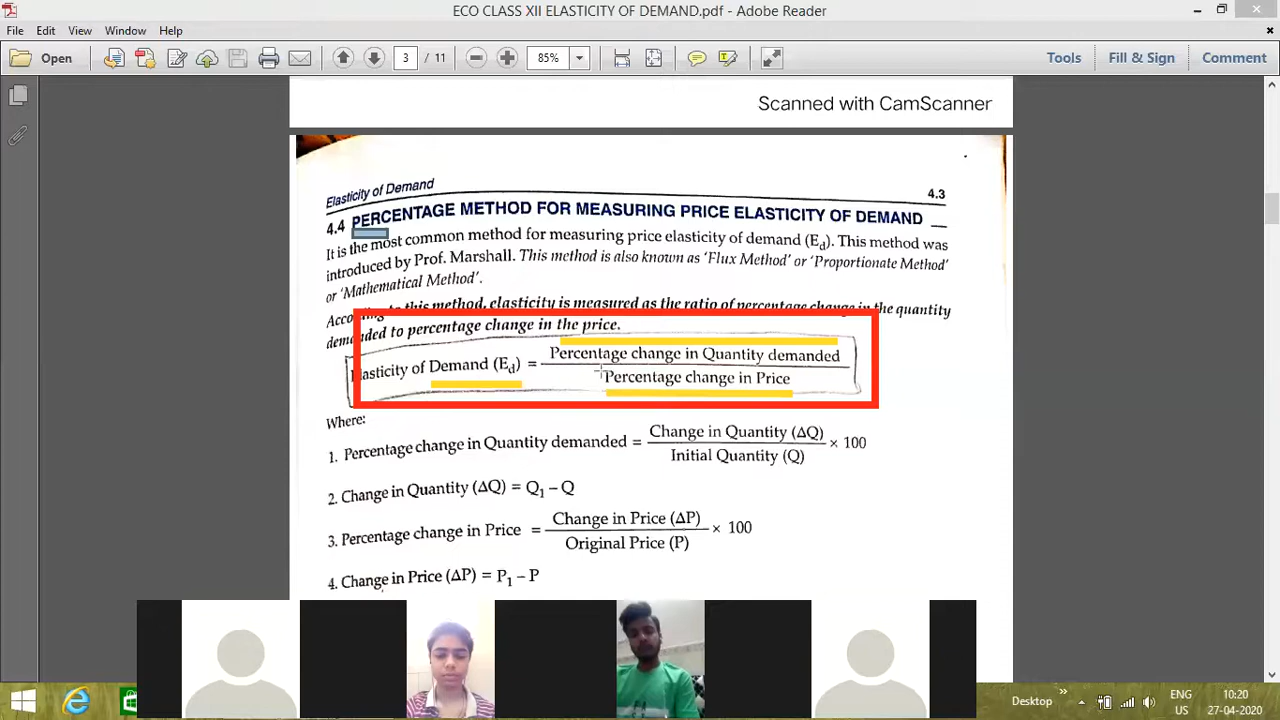 ECO CLASS XII ELASTICITY OF DEMAND.pdf - Adobe Reader
File Edit View Window Help
Open 3 / 11 85% Tools Fill & Sign Comment
Scanned with CamScanner
Elasticity of Demand 4.3
4.4 PERCENTAGE METHOD FOR MEASURING PRICE ELASTICITY OF DEMAND
It is the most common method for measuring price elasticity of demand (Ed). This method was
introduced by Prof. Marshall. This method is also known as 'Flux Method' or 'Proportionate Method'
or 'Mathematical Method'.
According to this method, elasticity is measured as the ratio of percentage change in the quantity
demanded to percentage change in the price.
Elasticity of Demand (Ed) = Percentage change in Quantity demanded
Percentage change in Price
Where:
1. Percentage change in Quantity demanded = Change in Quantity (ΔQ) × 100
Initial Quantity (Q)
2. Change in Quantity (ΔQ) = Q1 – Q
3. Percentage change in Price = Change in Price (ΔP) × 100
Original Price (P)
4. Change in Price (ΔP) = P1 – P
Desktop ENG 10:20
US 27-04-2020